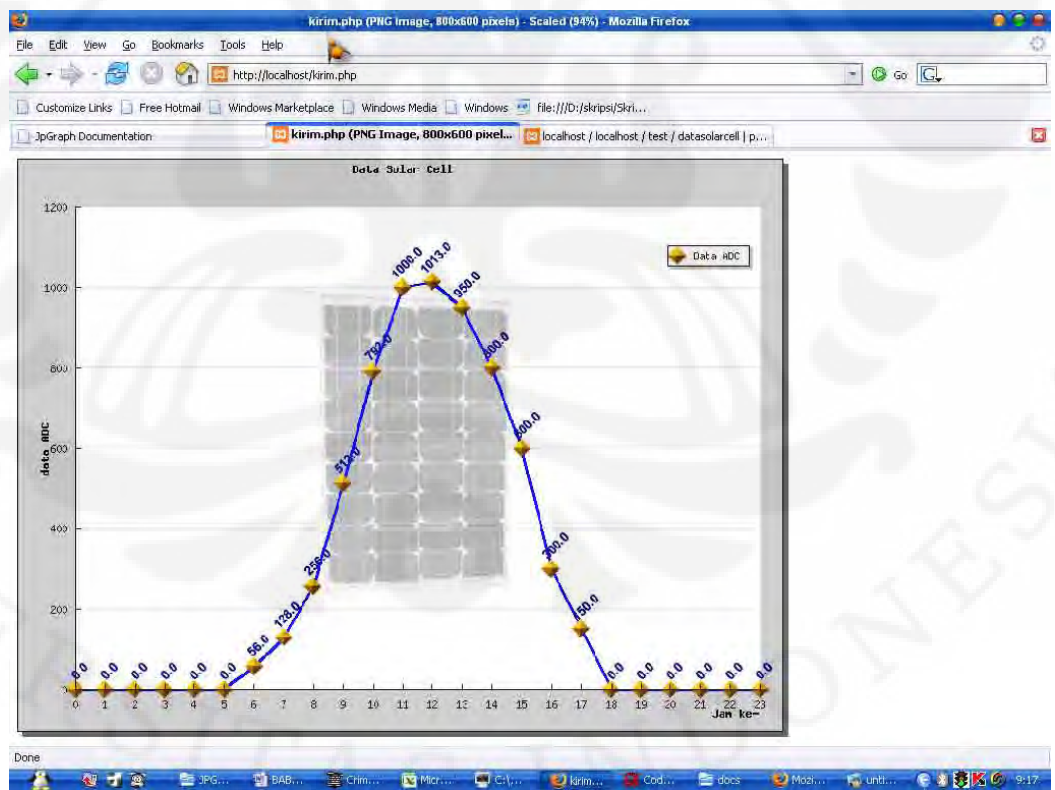 kirim.php (PNG Image, 800x600 pixels) - Scaled (94%) - Mozilla Firefox
File Edit View Go Bookmarks Tools Help
http://localhost/kirim.php Go
Customize Links Free Hotmail Windows Marketplace Windows Media Windows file:///D:/skripsi/Skri...
JpGraph Documentation kirim.php (PNG Image, 800x600 pixel... localhost / localhost / test / datasolarcell | p...
Data Solar Cell
Data ADC
data ADC
1200
1000
800
600
400
200
0
0.0 0.0 0.0 0.0 0.0 0.0 56.0 128.0 256.0 512.0 792.0 1000.0 1013.0 950.0 800.0 600.0 300.0 150.0 0.0 0.0 0.0 0.0 0.0 0.0
0 1 2 3 4 5 6 7 8 9 10 11 12 13 14 15 16 17 18 19 20 21 22 23
Jam ke-
Done
JPG... BAB... Crim... Micr... C:\... kirim... Cod... docs Mozi... unti... 9:17